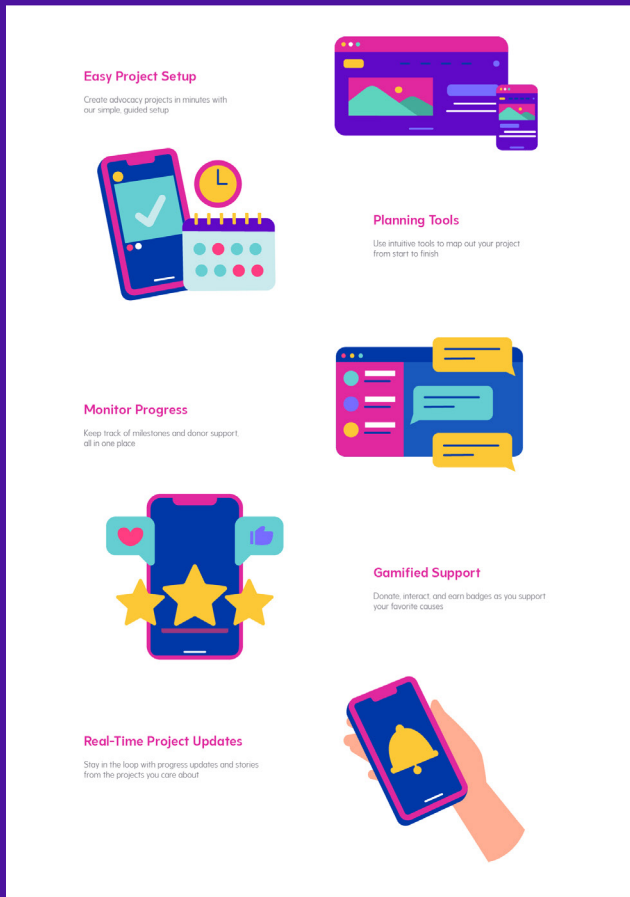 Easy Project Setup
Create advocacy projects in minutes with
our simple, guided setup
Planning Tools
Use intuitive tools to map out your project
from start to finish
Monitor Progress
Keep track of milestones and donor support,
all in one place
Gamified Support
Donate, interact, and earn badges as you support
your favorite causes
Real-Time Project Updates
Stay in the loop with progress updates and stories
from the projects you care about